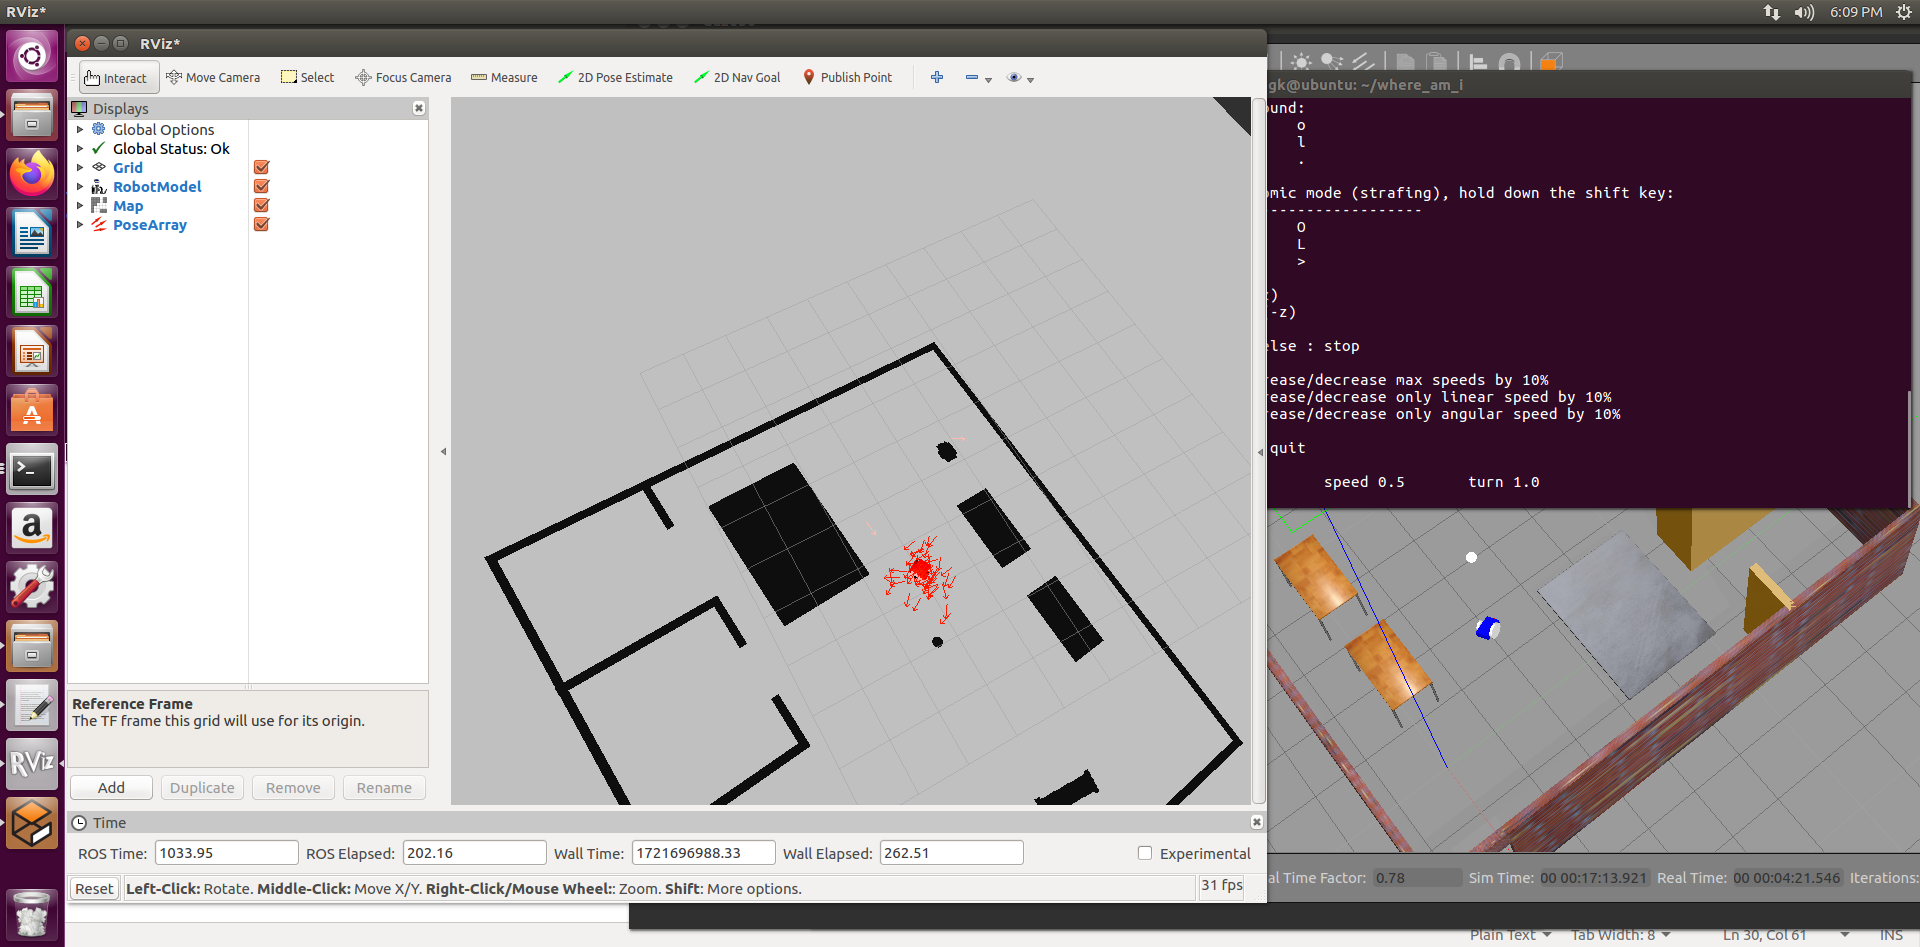 RViz*
6:09 PM
RViz*
Interact Move Camera Select Focus Camera Measure 2D Pose Estimate 2D Nav Goal Publish Point
Displays
Global Options
Global Status: Ok
Grid
RobotModel
Map
PoseArray
Reference Frame
The TF frame this grid will use for its origin.
Add Duplicate Remove Rename
Time
ROS Time: 1033.95 ROS Elapsed: 202.16 Wall Time: 1721696988.33 Wall Elapsed: 262.51 Experimental
Reset Left-Click: Rotate. Middle-Click: Move X/Y. Right-Click/Mouse Wheel:: Zoom. Shift: More options. 31 fps
gk@ubuntu: ~/where_am_i
ound:
o
l
.
omic mode (strafing), hold down the shift key:
-----------------
O
L
>
z)
-z)
else : stop
rease/decrease max speeds by 10%
rease/decrease only linear speed by 10%
rease/decrease only angular speed by 10%
quit
speed 0.5 turn 1.0
al Time Factor: 0.78 Sim Time: 00 00:17:13.921 Real Time: 00 00:04:21.546 Iterations:
Plain Text Tab Width: 8 Ln 30, Col 61 INS
a
RViz